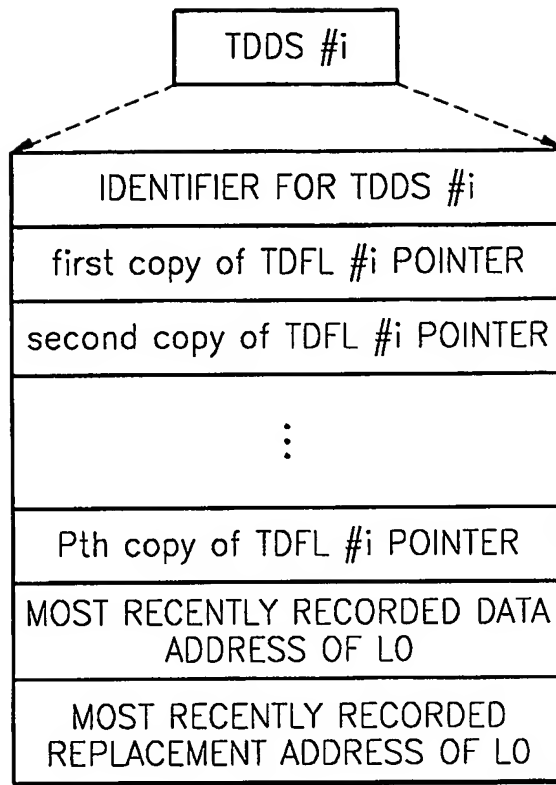 TDDS #i
IDENTIFIER FOR TDDS #i
first copy of TDFL #i POINTER
second copy of TDFL #i POINTER
⋮
Pth copy of TDFL #i POINTER
MOST RECENTLY RECORDED DATA
ADDRESS OF L0
MOST RECENTLY RECORDED
REPLACEMENT ADDRESS OF L0